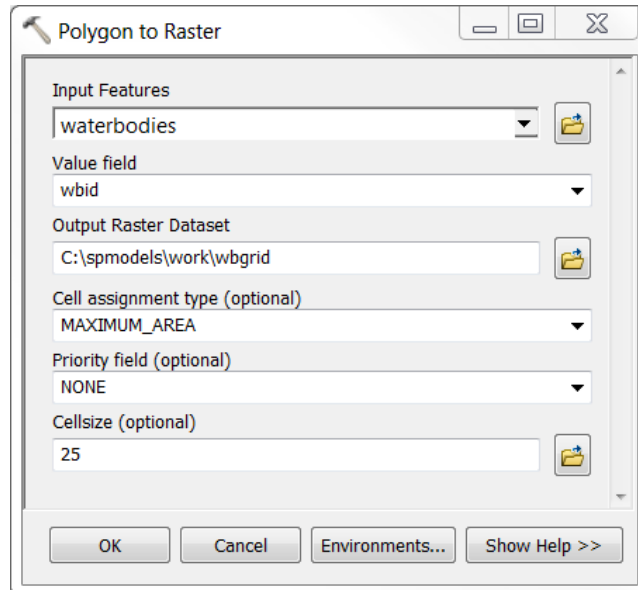 Polygon to Raster
Input Features
waterbodies
Value field
wbid
Output Raster Dataset
C:\spmodels\work\wbgrid
Cell assignment type (optional)
MAXIMUM_AREA
Priority field (optional)
NONE
Cellsize (optional)
25
OK Cancel Environments... Show Help >>